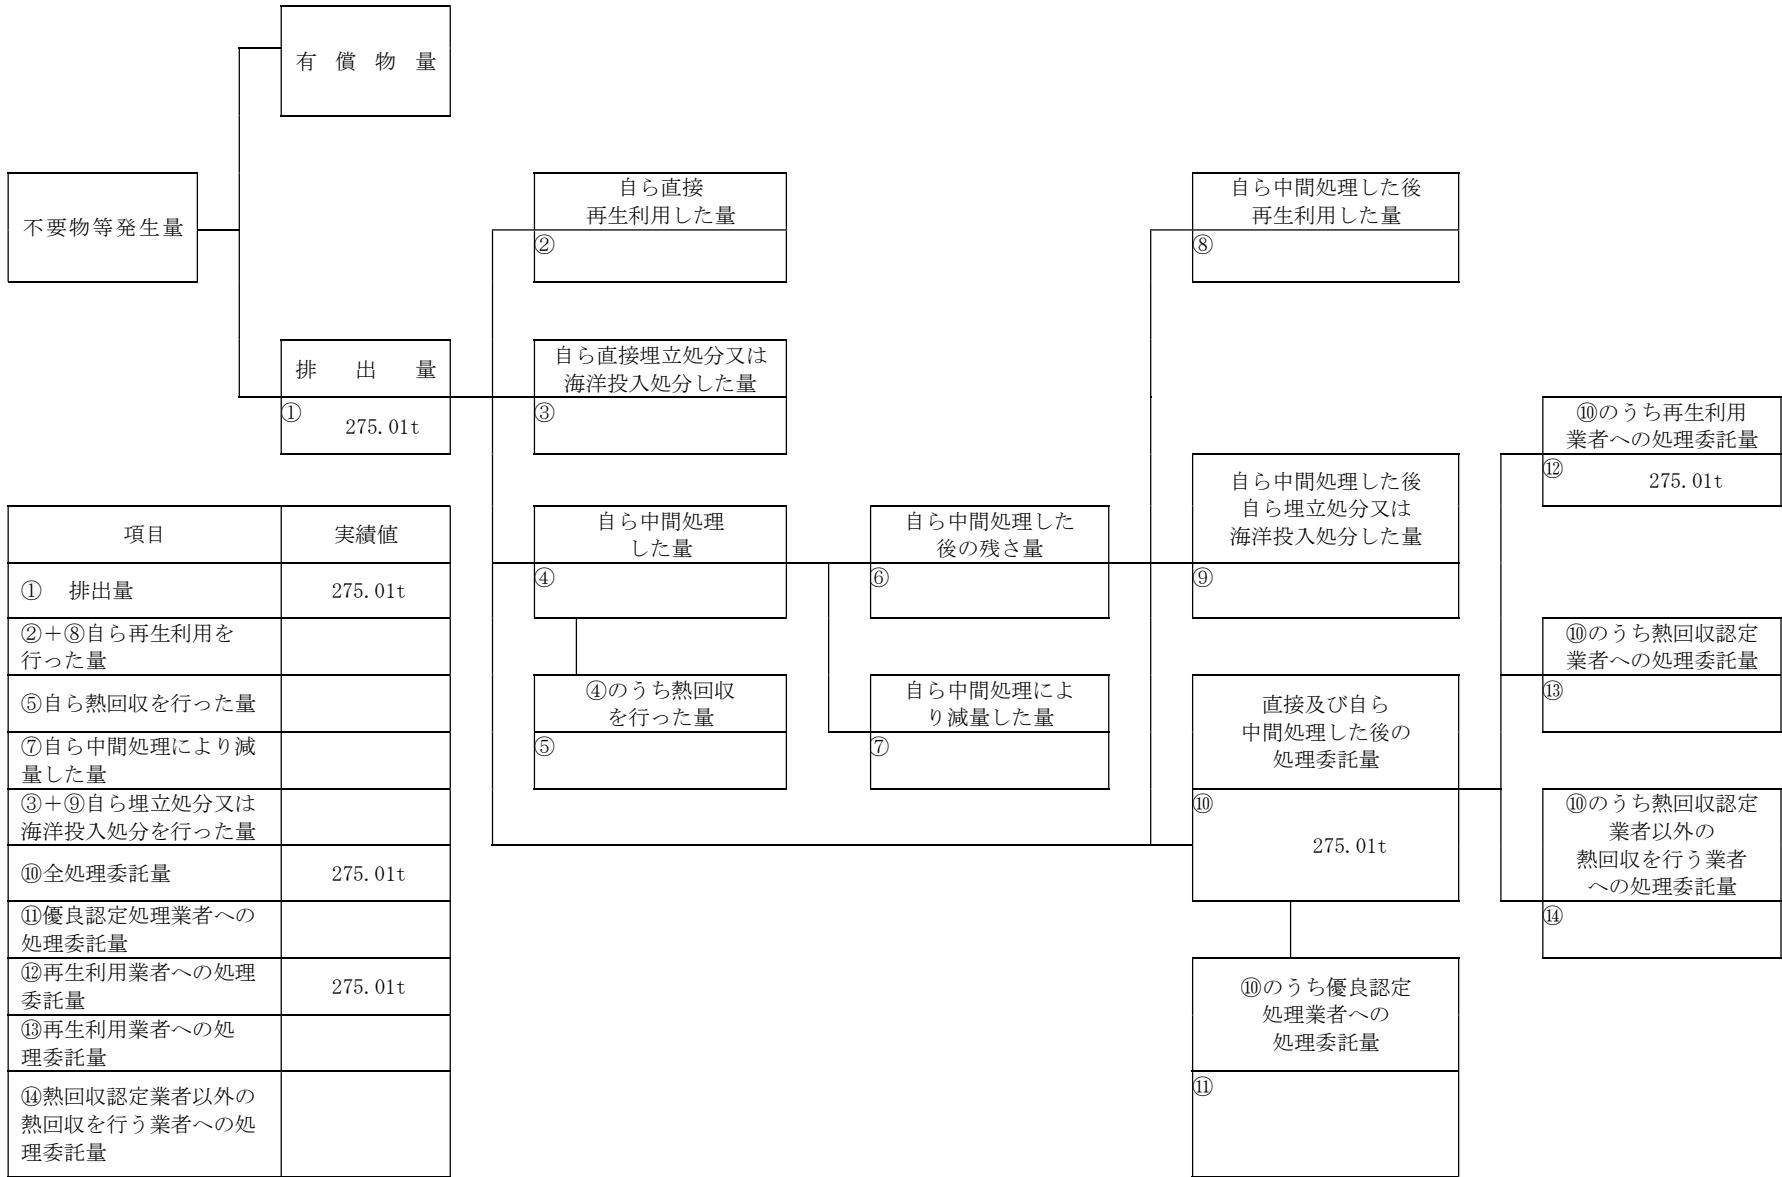 有 償 物 量
不要物等発生量
自ら直接
再生利用した量
②
自ら中間処理した後
再生利用した量
⑧
排 出 量
①
275.01t
自ら直接埋立処分又は
海洋投入処分した量
③
⑩のうち再生利用
業者への処理委託量
⑫
275.01t
自ら中間処理した後
自ら埋立処分又は
海洋投入処分した量
⑨
自ら中間処理
した量
④
自ら中間処理した
後の残さ量
⑥
⑩のうち熱回収認定
業者への処理委託量
⑬
④のうち熱回収
を行った量
⑤
自ら中間処理によ
り減量した量
⑦
直接及び自ら
中間処理した後の
処理委託量
⑩
275.01t
⑩のうち熱回収認定
業者以外の
熱回収を行う業者
への処理委託量
⑭
⑩のうち優良認定
処理業者への
処理委託量
⑪
項目 実績値
① 排出量 275.01t
②＋⑧自ら再生利用を
行った量
⑤自ら熱回収を行った量
⑦自ら中間処理により減
量した量
③＋⑨自ら埋立処分又は
海洋投入処分を行った量
⑩全処理委託量 275.01t
⑪優良認定処理業者への
処理委託量
⑫再生利用業者への処理
委託量 275.01t
⑬再生利用業者への処
理委託量
⑭熱回収認定業者以外の
熱回収を行う業者への処
理委託量